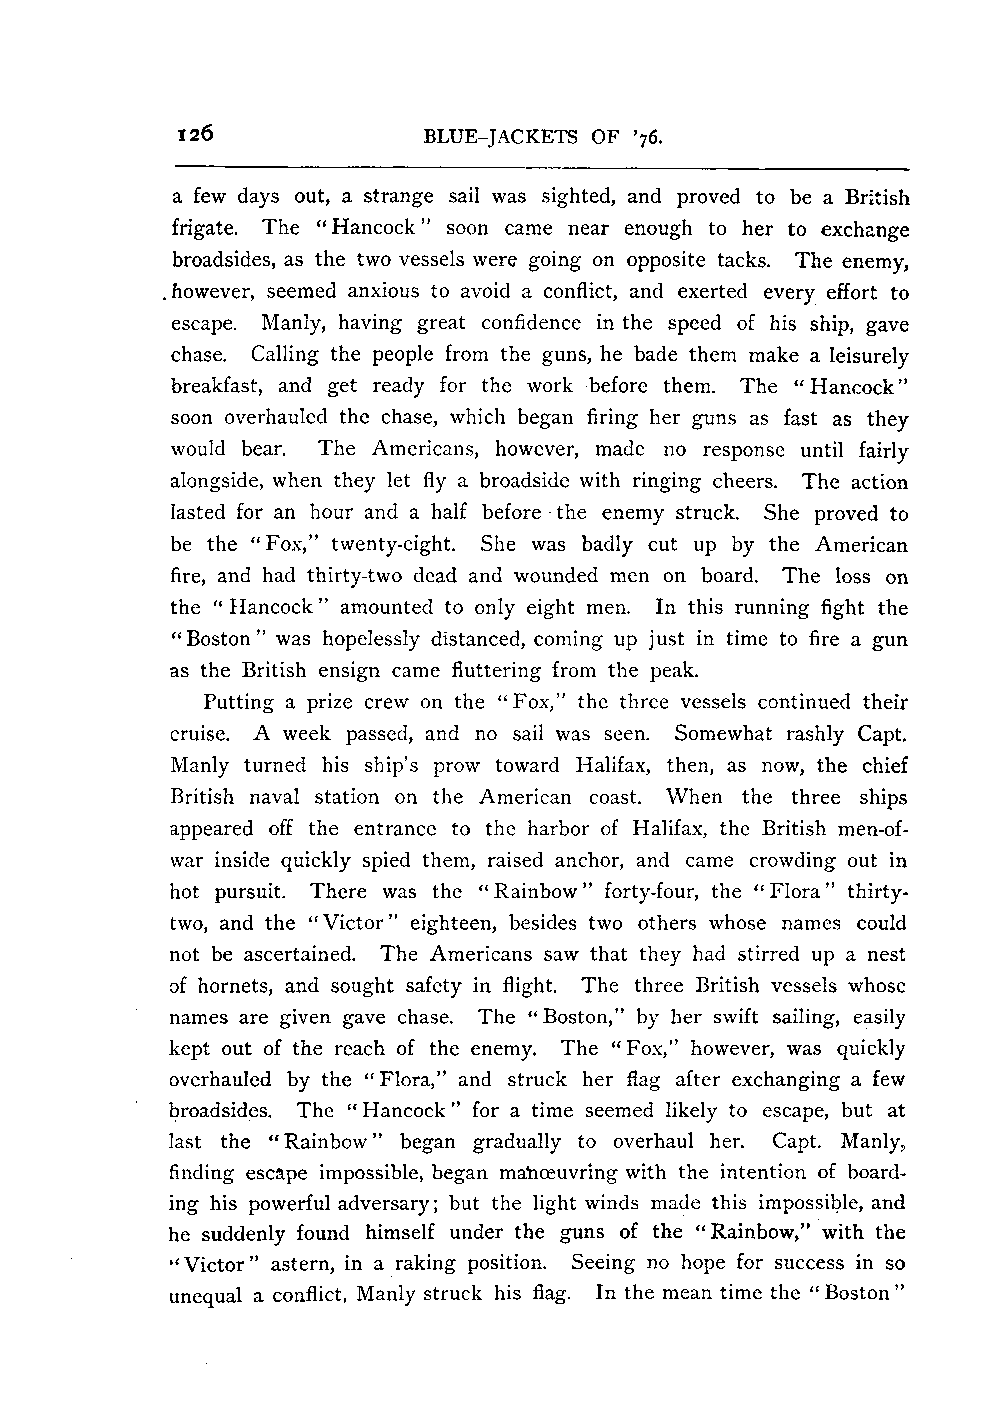 126 BLUE-JACKETS OF '76.
a few days out, a strange sail was sighted, and proved to be a British
frigate. The "Hancock" soon came near enough to her to exchange
broadsides, as the two vessels were going on opposite tacks. The enemy,
however, seemed anxious to avoid a conflict, and exerted every effort to
escape. Manly, having great confidence in the speed of his ship, gave
chase. Calling the people from the guns, he bade them make a leisurely
breakfast, and get ready for the work before them. The "Hancock"
soon overhauled the chase, which began firing her guns as fast as they
would bear. The Americans, however, made no response until fairly
alongside, when they let fly a broadside with ringing cheers. The action
lasted for an hour and a half before the enemy struck. She proved to
be the "Fox," twenty-eight. She was badly cut up by the American
fire, and had thirty-two dead and wounded men on board. The loss on
the "Hancock" amounted to only eight men. In this running fight the
"Boston" was hopelessly distanced, coming up just in time to fire a gun
as the British ensign came fluttering from the peak.
Putting a prize crew on the "Fox," the three vessels continued their
cruise. A week passed, and no sail was seen. Somewhat rashly Capt.
Manly turned his ship's prow toward Halifax, then, as now, the chief
British naval station on the American coast. When the three ships
appeared off the entrance to the harbor of Halifax, the British men-of-
war inside quickly spied them, raised anchor, and came crowding out in
hot pursuit. There was the "Rainbow" forty-four, the "Flora" thirty-
two, and the "Victor" eighteen, besides two others whose names could
not be ascertained. The Americans saw that they had stirred up a nest
of hornets, and sought safety in flight. The three British vessels whose
names are given gave chase. The "Boston," by her swift sailing, easily
kept out of the reach of the enemy. The "Fox," however, was quickly
overhauled by the "Flora," and struck her flag after exchanging a few
broadsides. The "Hancock" for a time seemed likely to escape, but at
last the "Rainbow" began gradually to overhaul her. Capt. Manly,
finding escape impossible, began manœuvring with the intention of board-
ing his powerful adversary; but the light winds made this impossible, and
he suddenly found himself under the guns of the "Rainbow," with the
"Victor" astern, in a raking position. Seeing no hope for success in so
unequal a conflict, Manly struck his flag. In the mean time the "Boston"